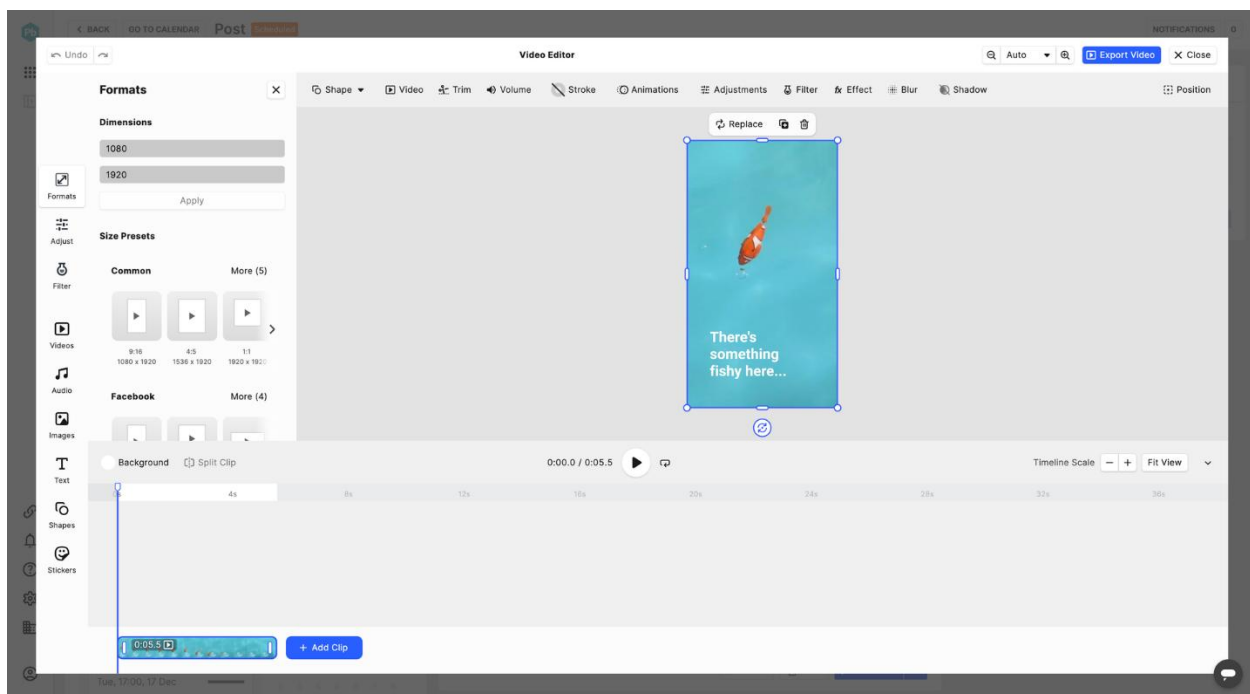 BACK GO TO CALENDAR Post Scheduled NOTIFICATIONS 0
Undo Video Editor Auto Export Video Close
Formats Shape Video Trim Volume Stroke Animations Adjustments Filter fx Effect Blur Shadow Position
Dimensions
Replace
1080
1920
Formats
Apply
Adjust
Size Presets
Filter
Common More (5)
Videos
9:16 4:5 1:1
1080 x 1920 1536 x 1920 1920 x 1920
There's
something
fishy here...
Audio
Facebook More (4)
Images
Background Split Clip 0:00.0 / 0:05.5 Timeline Scale Fit View
Text
4s 8s 12s 16s 20s 24s 28s 32s 36s
Shapes
Stickers
0:05.5 + Add Clip
Tue, 17:00, 17 Dec